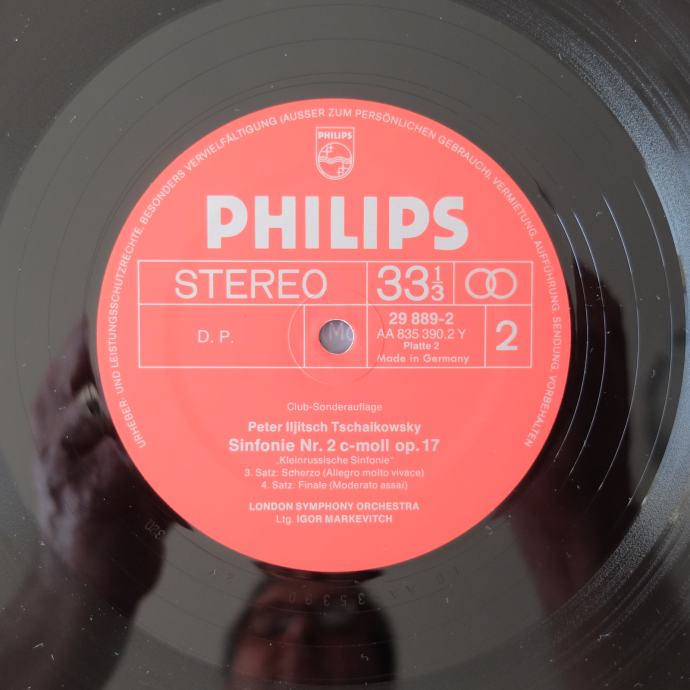 URHEBER- UND LEISTUNGSSCHUTZRECHTE, BESONDERS VERVIELFÄLTIGUNG (AUSSER ZUM PERSÖNLICHEN GEBRAUCH), VERMIETUNG, AUFFÜHRUNG, SENDUNG, VORBEHALTEN
PHILIPS
PHILIPS
STEREO 33 1/3
D. P.
29 889-2
AA 835 390.2 Y
Platte 2
Made in Germany
2
Club-Sonderauflage
Peter Iljitsch Tschaikowsky
Sinfonie Nr. 2 c-moll op. 17
„Kleinrussische Sinfonie“
3. Satz: Scherzo (Allegro molto vivace)
4. Satz: Finale (Moderato assai)
LONDON SYMPHONY ORCHESTRA
Ltg. IGOR MARKEVITCH
320